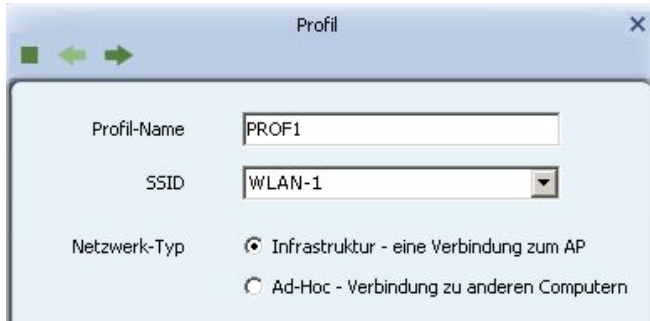 Profil
Profil-Name PROF1
SSID WLAN-1
Netzwerk-Typ Infrastruktur - eine Verbindung zum AP
Ad-Hoc - Verbindung zu anderen Computern